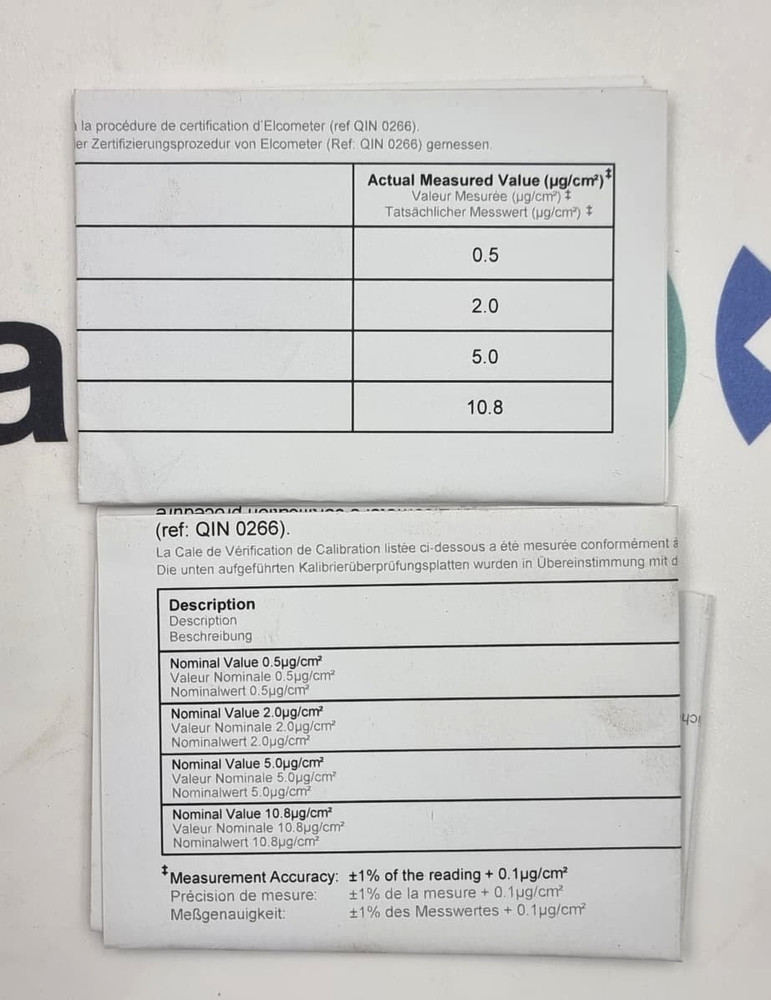 la procédure de certification d'Elcometer (ref QIN 0266).
er Zertifizierungsprozedur von Elcometer (Ref: QIN 0266) gemessen.
Actual Measured Value (µg/cm²)‡
Valeur Mesurée (µg/cm²) ‡
Tatsächlicher Messwert (µg/cm²) ‡
0.5
2.0
5.0
10.8
a
(ref: QIN 0266).
La Cale de Vérification de Calibration listée ci-dessous a été mesurée conformément à
Die unten aufgeführten Kalibrierüberprüfungsplatten wurden in Übereinstimmung mit d
Description
Description
Beschreibung
Nominal Value 0.5µg/cm²
Valeur Nominale 0.5µg/cm²
Nominalwert 0.5µg/cm²
Nominal Value 2.0µg/cm²
Valeur Nominale 2.0µg/cm²
Nominalwert 2.0µg/cm²
Nominal Value 5.0µg/cm²
Valeur Nominale 5.0µg/cm²
Nominalwert 5.0µg/cm²
Nominal Value 10.8µg/cm²
Valeur Nominale 10.8µg/cm²
Nominalwert 10.8µg/cm²
‡Measurement Accuracy: ±1% of the reading + 0.1µg/cm²
Précision de mesure: ±1% de la mesure + 0.1µg/cm²
Meßgenauigkeit: ±1% des Messwertes + 0.1µg/cm²